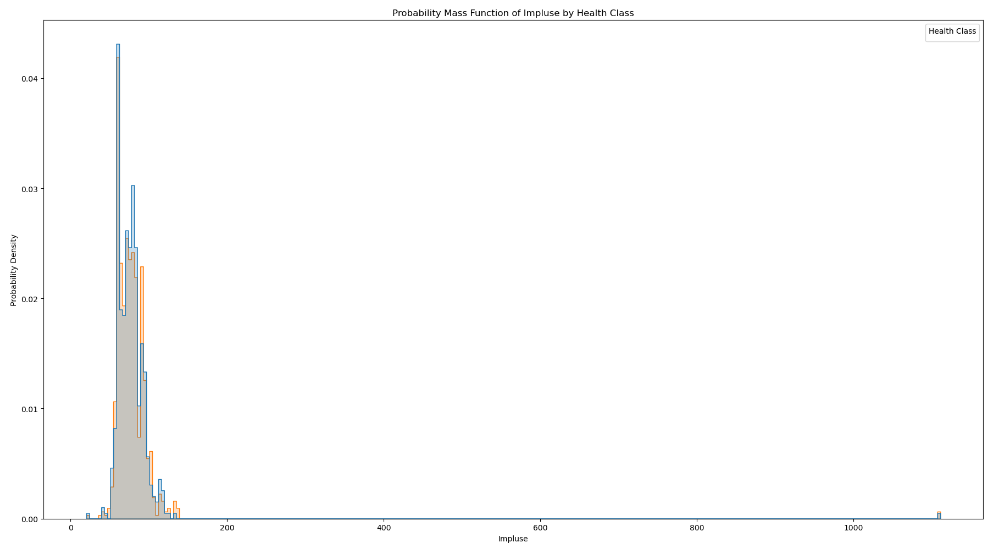 Probability Mass Function of Impluse by Health Class
Health Class
0.04
0.03
0.02
0.01
0.00
Probability Density
0 200 400 600 800 1000
Impluse